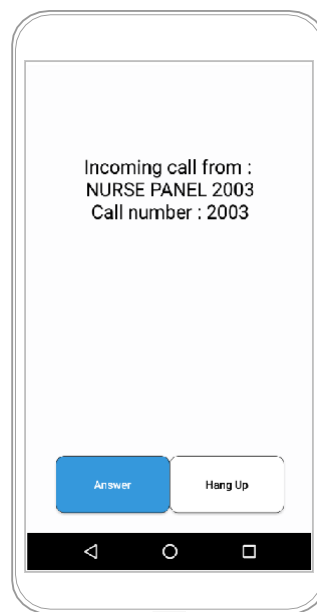 Incoming call from :
NURSE PANEL 2003
Call number : 2003
Answer
Hang Up